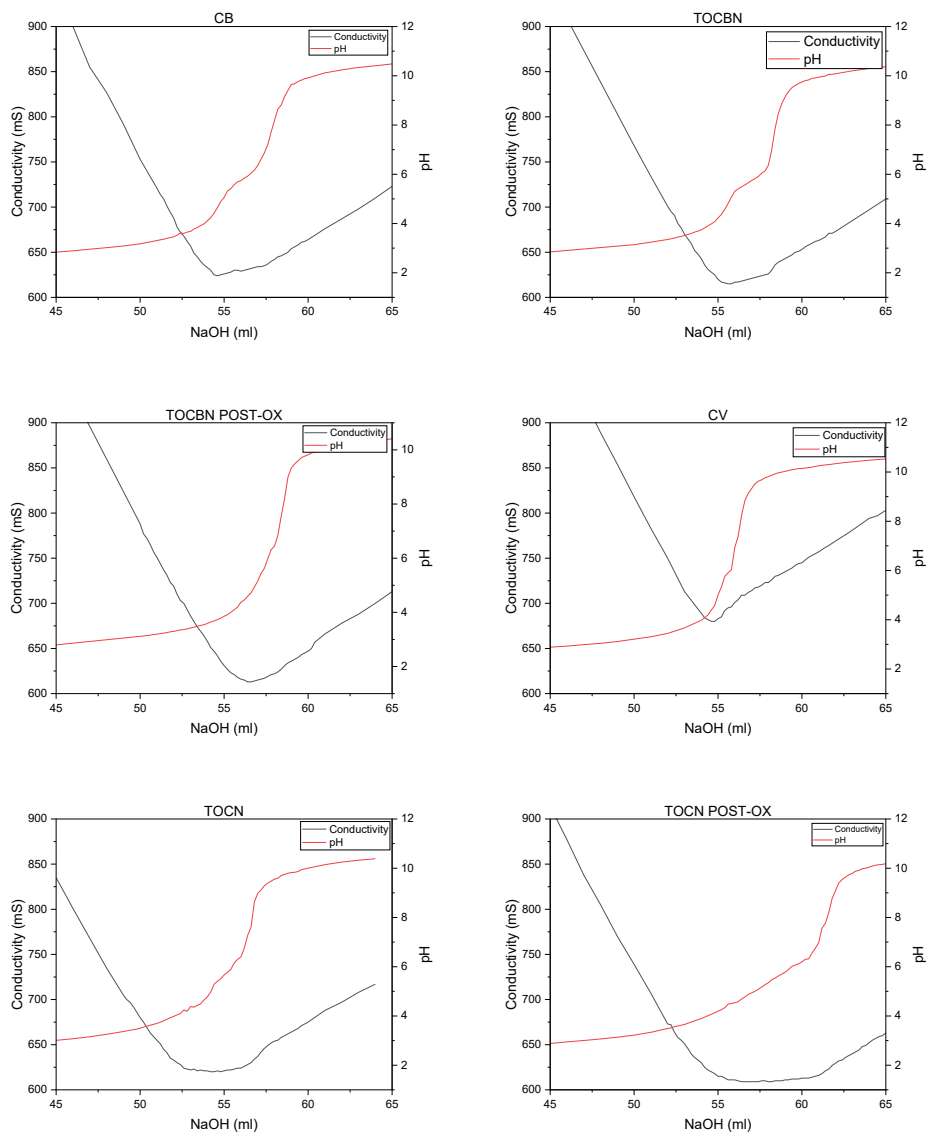 CB
Conductivity
pH
900
850
800
750
700
650
600
12
10
8
6
4
2
45 50 55 60 65
Conductivity (mS)
pH
NaOH (ml)
TOCBN
Conductivity
pH
900
850
800
750
700
650
600
12
10
8
6
4
2
45 50 55 60 65
Conductivity (mS)
pH
NaOH (ml)
TOCBN POST-OX
Conductivity
pH
900
850
800
750
700
650
600
10
8
6
4
2
45 50 55 60 65
Conductivity (mS)
pH
NaOH (ml)
CV
Conductivity
pH
900
850
800
750
700
650
600
12
10
8
6
4
2
45 50 55 60 65
Conductivity (mS)
pH
NaOH (ml)
TOCN
Conductivity
pH
900
850
800
750
700
650
600
12
10
8
6
4
2
45 50 55 60 65
Conductivity (mS)
pH
NaOH (ml)
TOCN POST-OX
Conductivity
pH
900
850
800
750
700
650
600
12
10
8
6
4
2
45 50 55 60 65
Conductivity (mS)
pH
NaOH (ml)